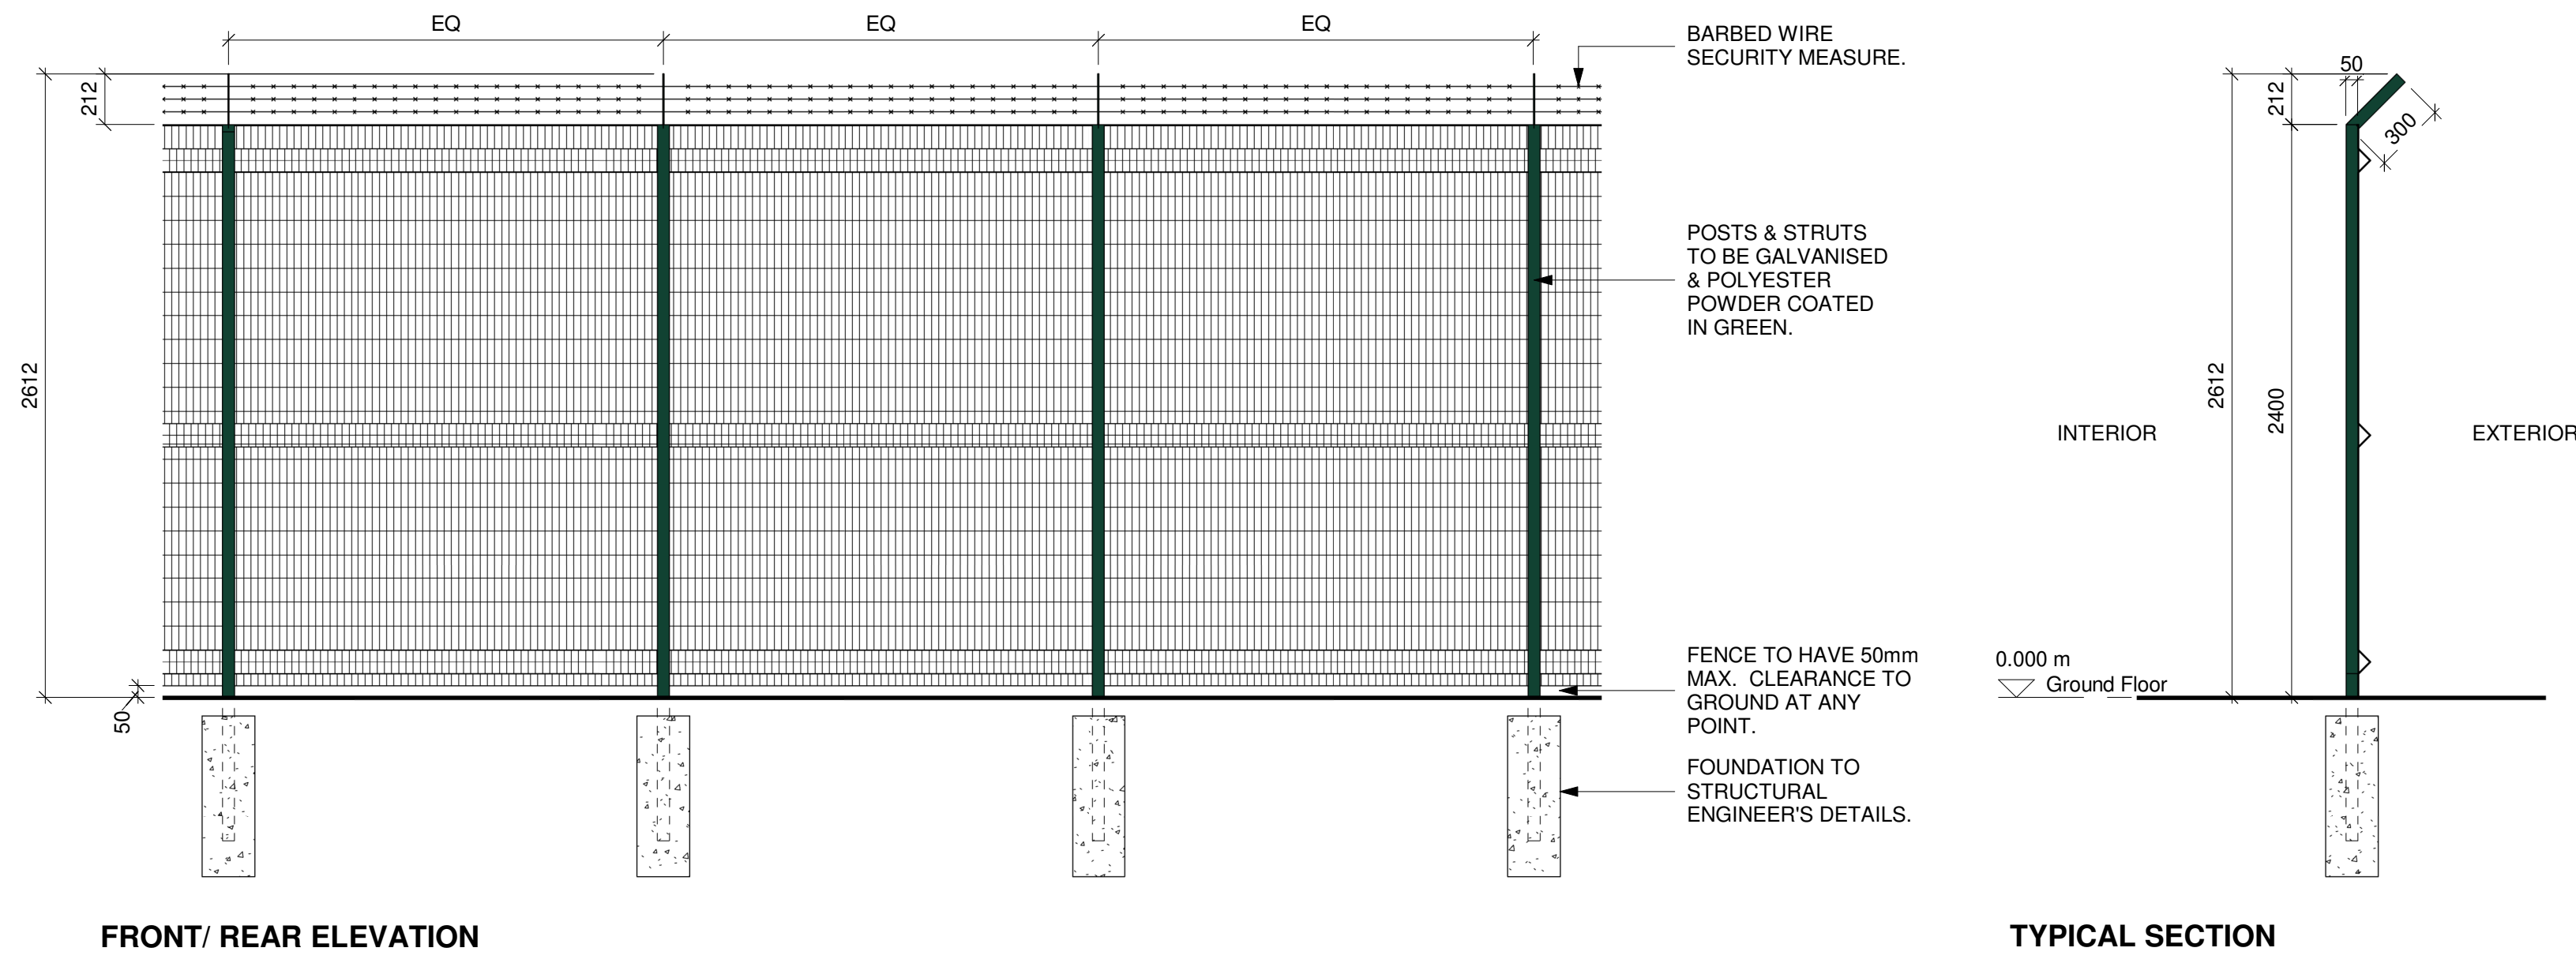 EQ
EQ
EQ
212
2612
50
BARBED WIRE
SECURITY MEASURE.
POSTS & STRUTS
TO BE GALVANISED
& POLYESTER
POWDER COATED
IN GREEN.
FENCE TO HAVE 50mm
MAX. CLEARANCE TO
GROUND AT ANY
POINT.
FOUNDATION TO
STRUCTURAL
ENGINEER'S DETAILS.
FRONT/ REAR ELEVATION
50
212
300
2612
2400
INTERIOR
EXTERIOR
0.000 m
Ground Floor
TYPICAL SECTION